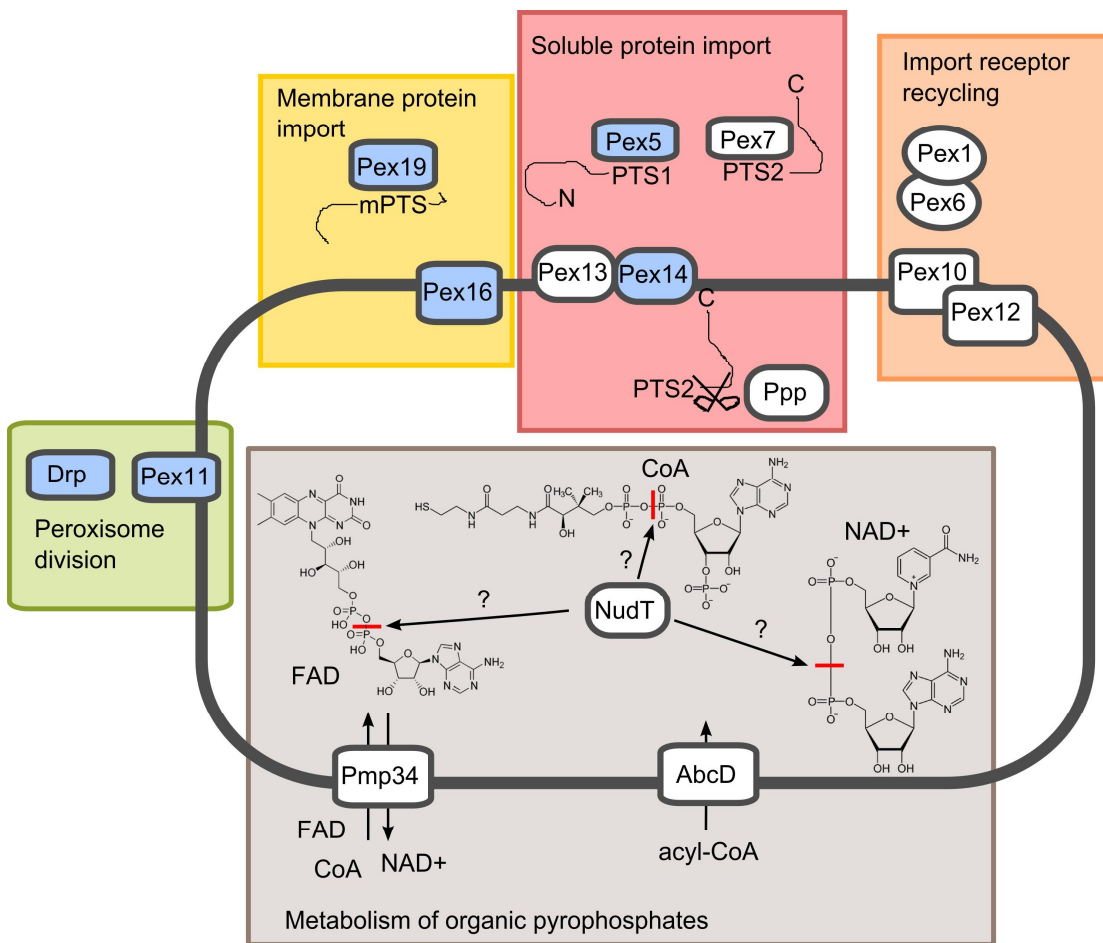 Soluble protein import
Import receptor
recycling
Membrane protein
import
C
Pex5
Pex7
Pex1
Pex19
PTS1
PTS2
mPTS
N
Pex6
Pex13
Pex14
Pex10
Pex16
C
Pex12
PTS2
Ppp
Drp
Pex11
Peroxisome
division
CoA
NAD+
?
NudT
?
?
FAD
Pmp34
AbcD
FAD
CoA
NAD+
acyl-CoA
Metabolism of organic pyrophosphates